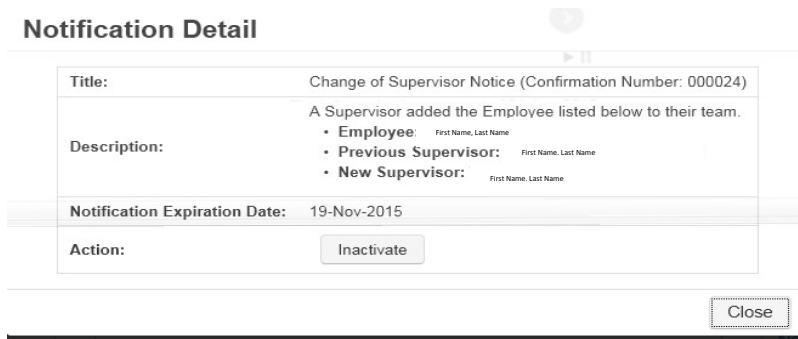 Notification Detail
Title: Change of Supervisor Notice (Confirmation Number: 000024)
A Supervisor added the Employee listed below to their team.
• Employee: First Name, Last Name
Description:
• Previous Supervisor: First Name. Last Name
• New Supervisor: First Name. Last Name
Notification Expiration Date: 19-Nov-2015
Action: Inactivate
Close